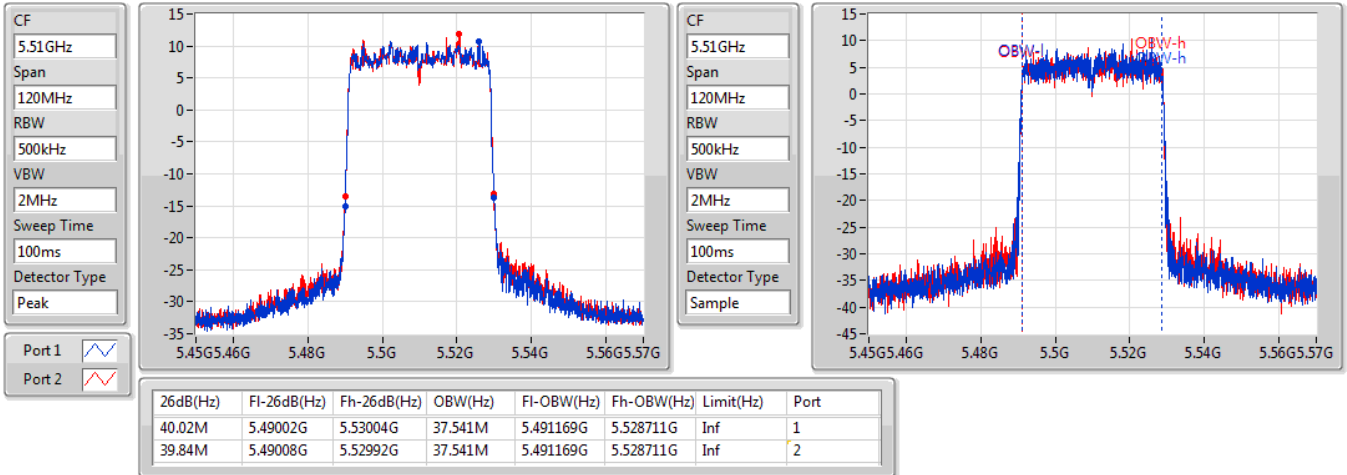 CF
5.51GHz
Span
120MHz
RBW
500kHz
VBW
2MHz
Sweep Time
100ms
Detector Type
Peak
Port 1
Port 2
15
10
5
0
-5
-10
-15
-20
-25
-30
-35
5.45G 5.46G 5.48G 5.5G 5.52G 5.54G 5.56G 5.57G
CF
5.51GHz
Span
120MHz
RBW
500kHz
VBW
2MHz
Sweep Time
100ms
Detector Type
Sample
15
10
5
0
-5
-10
-15
-20
-25
-30
-35
-40
-45
OBW-
OBW-h
OBW-h
5.45G 5.46G 5.48G 5.5G 5.52G 5.54G 5.56G 5.57G
26dB(Hz) Fl-26dB(Hz) Fh-26dB(Hz) OBW(Hz) Fl-OBW(Hz) Fh-OBW(Hz) Limit(Hz) Port
40.02M 5.49002G 5.53004G 37.541M 5.491169G 5.528711G Inf 1
39.84M 5.49008G 5.52992G 37.541M 5.491169G 5.528711G Inf 2